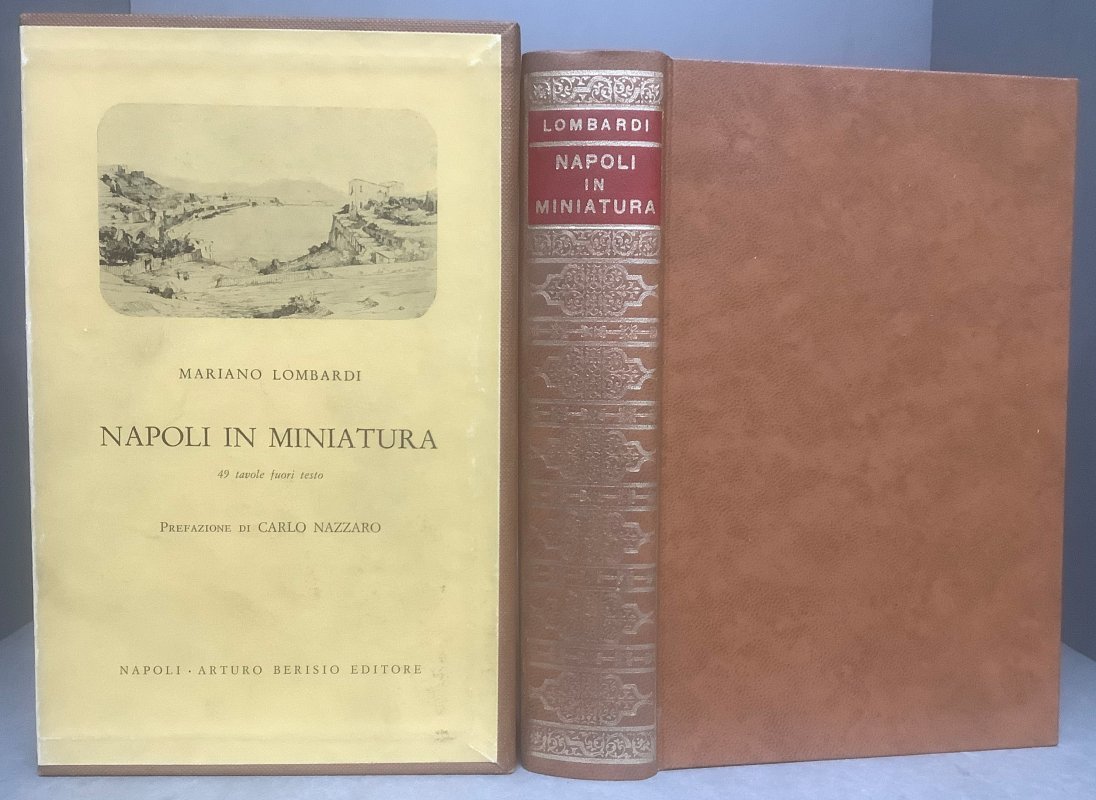 MARIANO LOMBARDI
NAPOLI IN MINIATURA
49 tavole fuori testo
PREFAZIONE DI CARLO NAZZARO
NAPOLI · ARTURO BERISIO EDITORE
LOMBARDI
NAPOLI
IN
MINIATURA